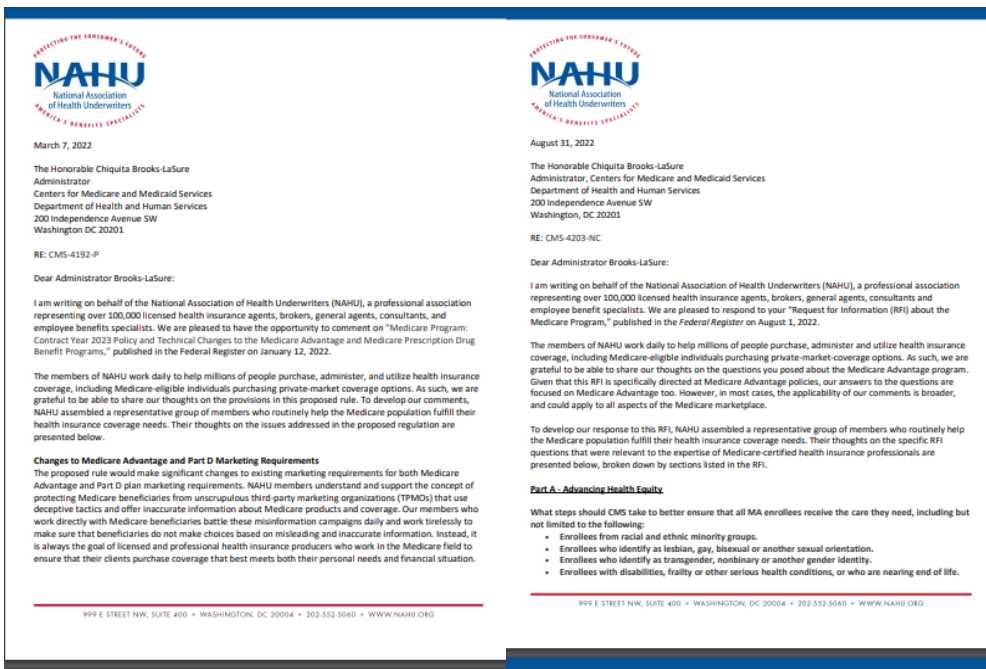 PROTECTING THE CONSUMER'S FUTURE
NAHU
National Association
of Health Underwriters
AMERICA'S BENEFITS SPECIALISTS
March 7, 2022
The Honorable Chiquita Brooks-LaSure
Administrator
Centers for Medicare and Medicaid Services
Department of Health and Human Services
200 Independence Avenue SW
Washington DC 20201
RE: CMS-4192-P
Dear Administrator Brooks-LaSure:
I am writing on behalf of the National Association of Health Underwriters (NAHU), a professional association
representing over 100,000 licensed health insurance agents, brokers, general agents, consultants, and
employee benefits specialists. We are pleased to have the opportunity to comment on "Medicare Program:
Contract Year 2023 Policy and Technical Changes to the Medicare Advantage and Medicare Prescription Drug
Benefit Programs," published in the Federal Register on January 12, 2022.
The members of NAHU work daily to help millions of people purchase, administer, and utilize health insurance
coverage, including Medicare-eligible individuals purchasing private-market coverage options. As such, we are
grateful to be able to share our thoughts on the provisions in this proposed rule. To develop our comments,
NAHU assembled a representative group of members who routinely help the Medicare population fulfill their
health insurance coverage needs. Their thoughts on the issues addressed in the proposed regulation are
presented below.
Changes to Medicare Advantage and Part D Marketing Requirements
The proposed rule would make significant changes to existing marketing requirements for both Medicare
Advantage and Part D plan marketing requirements. NAHU members understand and support the concept of
protecting Medicare beneficiaries from unscrupulous third-party marketing organizations (TPMOs) that use
deceptive tactics and offer inaccurate information about Medicare products and coverage. Our members who
work directly with Medicare beneficiaries battle these misinformation campaigns daily and work tirelessly to
make sure that beneficiaries do not make choices based on misleading and inaccurate information. Instead, it
is always the goal of licensed and professional health insurance producers who work in the Medicare field to
ensure that their clients purchase coverage that best meets both their personal needs and financial situation.
999 E STREET NW, SUITE 400 • WASHINGTON, DC 20004 • 202-552-5060 • WWW.NAHU.ORG
PROTECTING THE CONSUMER'S FUTURE
NAHU
National Association
of Health Underwriters
AMERICA'S BENEFITS SPECIALISTS
August 31, 2022
The Honorable Chiquita Brooks-LaSure
Administrator, Centers for Medicare and Medicaid Services
Department of Health and Human Services
200 Independence Avenue SW
Washington, DC 20201
RE: CMS-4203-NC
Dear Administrator Brooks-LaSure:
I am writing on behalf of the National Association of Health Underwriters (NAHU), a professional association
representing over 100,000 licensed health insurance agents, brokers, general agents, consultants and
employee benefit specialists. We are pleased to respond to your "Request for Information (RFI) about the
Medicare Program," published in the Federal Register on August 1, 2022.
The members of NAHU work daily to help millions of people purchase, administer and utilize health insurance
coverage, including Medicare-eligible individuals purchasing private-market-coverage options. As such, we are
grateful to be able to share our thoughts on the questions you posed about the Medicare Advantage program.
Given that this RFI is specifically directed at Medicare Advantage policies, our answers to the questions are
focused on Medicare Advantage too. However, in most cases, the applicability of our comments is broader,
and could apply to all aspects of the Medicare marketplace.
To develop our response to this RFI, NAHU assembled a representative group of members who routinely help
the Medicare population fulfill their health insurance coverage needs. Their thoughts on the specific RFI
questions that were relevant to the expertise of Medicare-certified health insurance professionals are
presented below, broken down by sections listed in the RFI.
Part A - Advancing Health Equity
What steps should CMS take to better ensure that all MA enrollees receive the care they need, including but
not limited to the following:
• Enrollees from racial and ethnic minority groups.
• Enrollees who identify as lesbian, gay, bisexual or another sexual orientation.
• Enrollees who identify as transgender, nonbinary or another gender identity.
• Enrollees with disabilities, frailty or other serious health conditions, or who are nearing end of life.
999 E STREET NW, SUITE 400 • WASHINGTON, DC 20004 • 202-552-5060 • WWW.NAHU.ORG